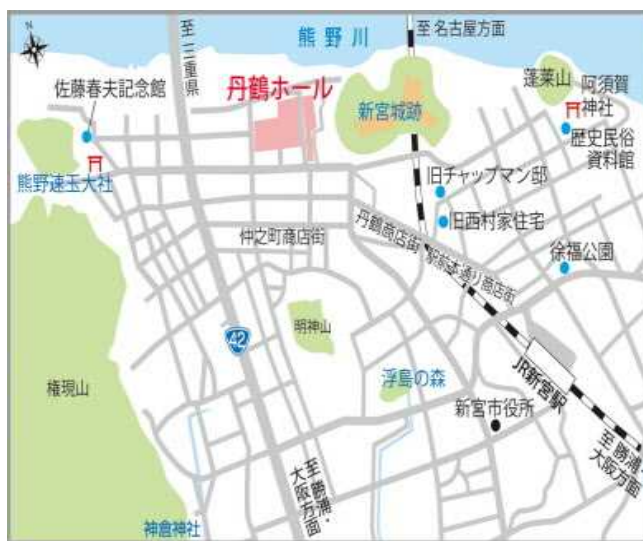 至 名古屋方面
至 三重県
熊野川
佐藤春夫記念館
丹鶴ホール
新宮城跡
蓬莱山
阿須賀
神社
歴史民俗
資料館
熊野速玉大社
旧チャップマン邸
旧西村家住宅
仲之町商店街
丹鶴商店街
駅前本通り商店街
徐福公園
明神山
42
権現山
浮島の森
JR新宮駅
新宮市役所
至 勝浦・
大阪方面
至 勝浦・
大阪方面
神倉神社